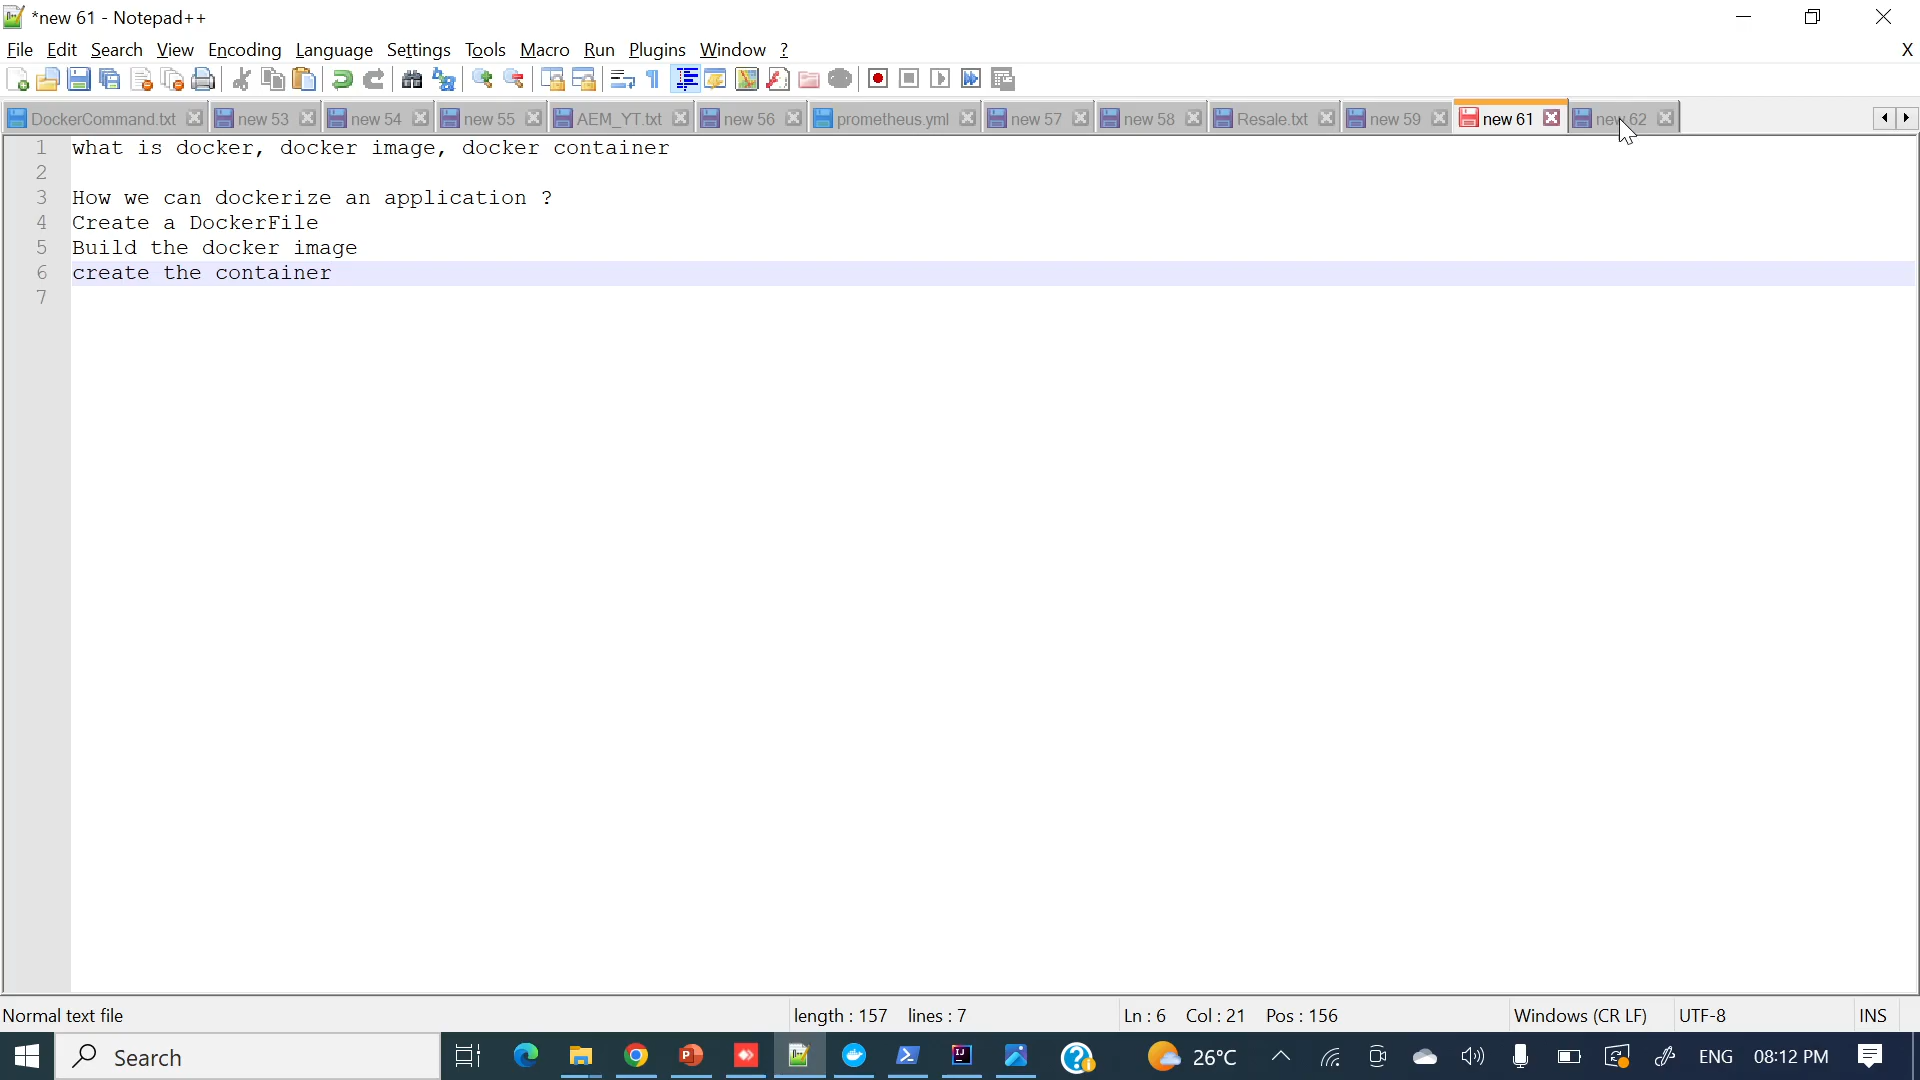 *new 61 - Notepad++
File Edit Search View Encoding Language Settings Tools Macro Run Plugins Window ? X
DockerCommand.txt new 53 new 54 new 55 AEM_YT.txt new 56 prometheus.yml new 57 new 58 Resale.txt new 59 new 61 new 62
1 what is docker, docker image, docker container
2
3 How we can dockerize an application ?
4 Create a DockerFile
5 Build the docker image
6 create the container
7
Normal text file length : 157 lines : 7 Ln : 6 Col : 21 Pos : 156 Windows (CR LF) UTF-8 INS
Search 26°C ENG 08:12 PM